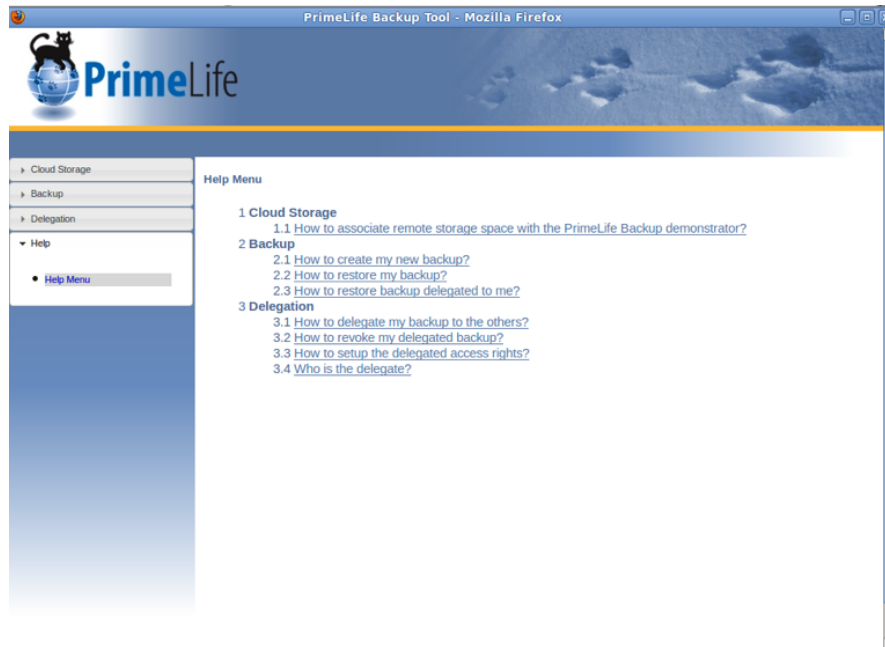 PrimeLife Backup Tool - Mozilla Firefox
PrimeLife
Cloud Storage
Backup
Delegation
Help
Help Menu
Help Menu
1 Cloud Storage
1.1 How to associate remote storage space with the PrimeLife Backup demonstrator?
2 Backup
2.1 How to create my new backup?
2.2 How to restore my backup?
2.3 How to restore backup delegated to me?
3 Delegation
3.1 How to delegate my backup to the others?
3.2 How to revoke my delegated backup?
3.3 How to setup the delegated access rights?
3.4 Who is the delegate?